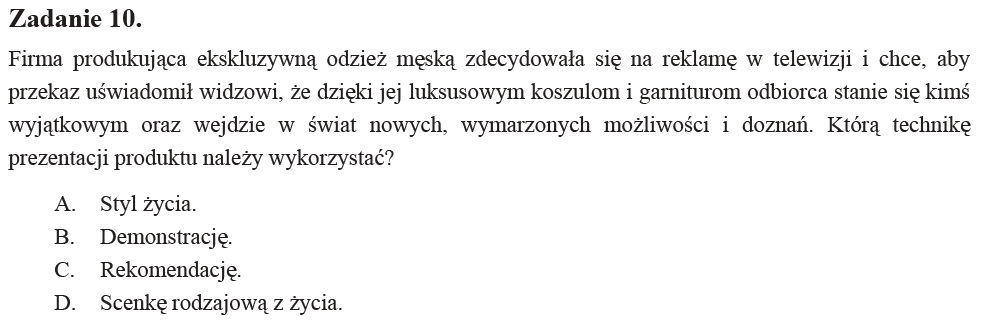 Zadanie 10.
Firma produkująca ekskluzywną odzież męską zdecydowała się na reklamę w telewizji i chce, aby
przekaz uświadomił widzowi, że dzięki jej luksusowym koszulom i garniturom odbiorca stanie się kimś
wyjątkowym oraz wejdzie w świat nowych, wymarzonych możliwości i doznań. Którą technikę
prezentacji produktu należy wykorzystać?
A. Styl życia.
B. Demonstrację.
C. Rekomendację.
D. Scenkę rodzajową z życia.